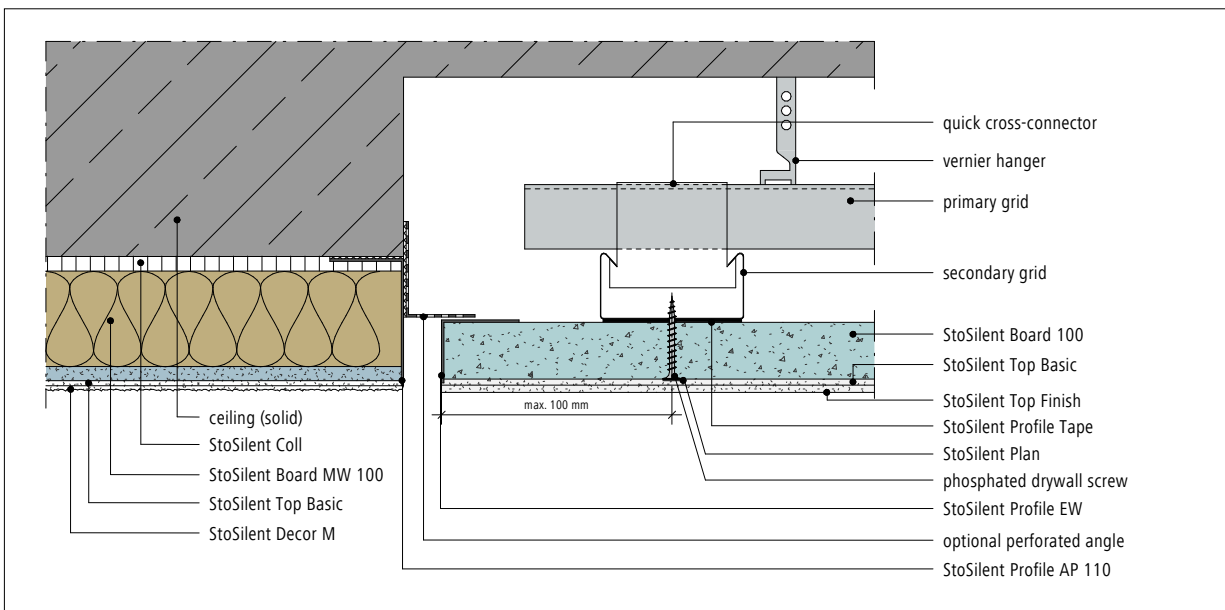 quick cross-connector
vernier hanger
primary grid
secondary grid
StoSilent Board 100
StoSilent Top Basic
StoSilent Top Finish
StoSilent Profile Tape
StoSilent Plan
phosphated drywall screw
StoSilent Profile EW
optional perforated angle
StoSilent Profile AP 110
max. 100 mm
ceiling (solid)
StoSilent Coll
StoSilent Board MW 100
StoSilent Top Basic
StoSilent Decor M